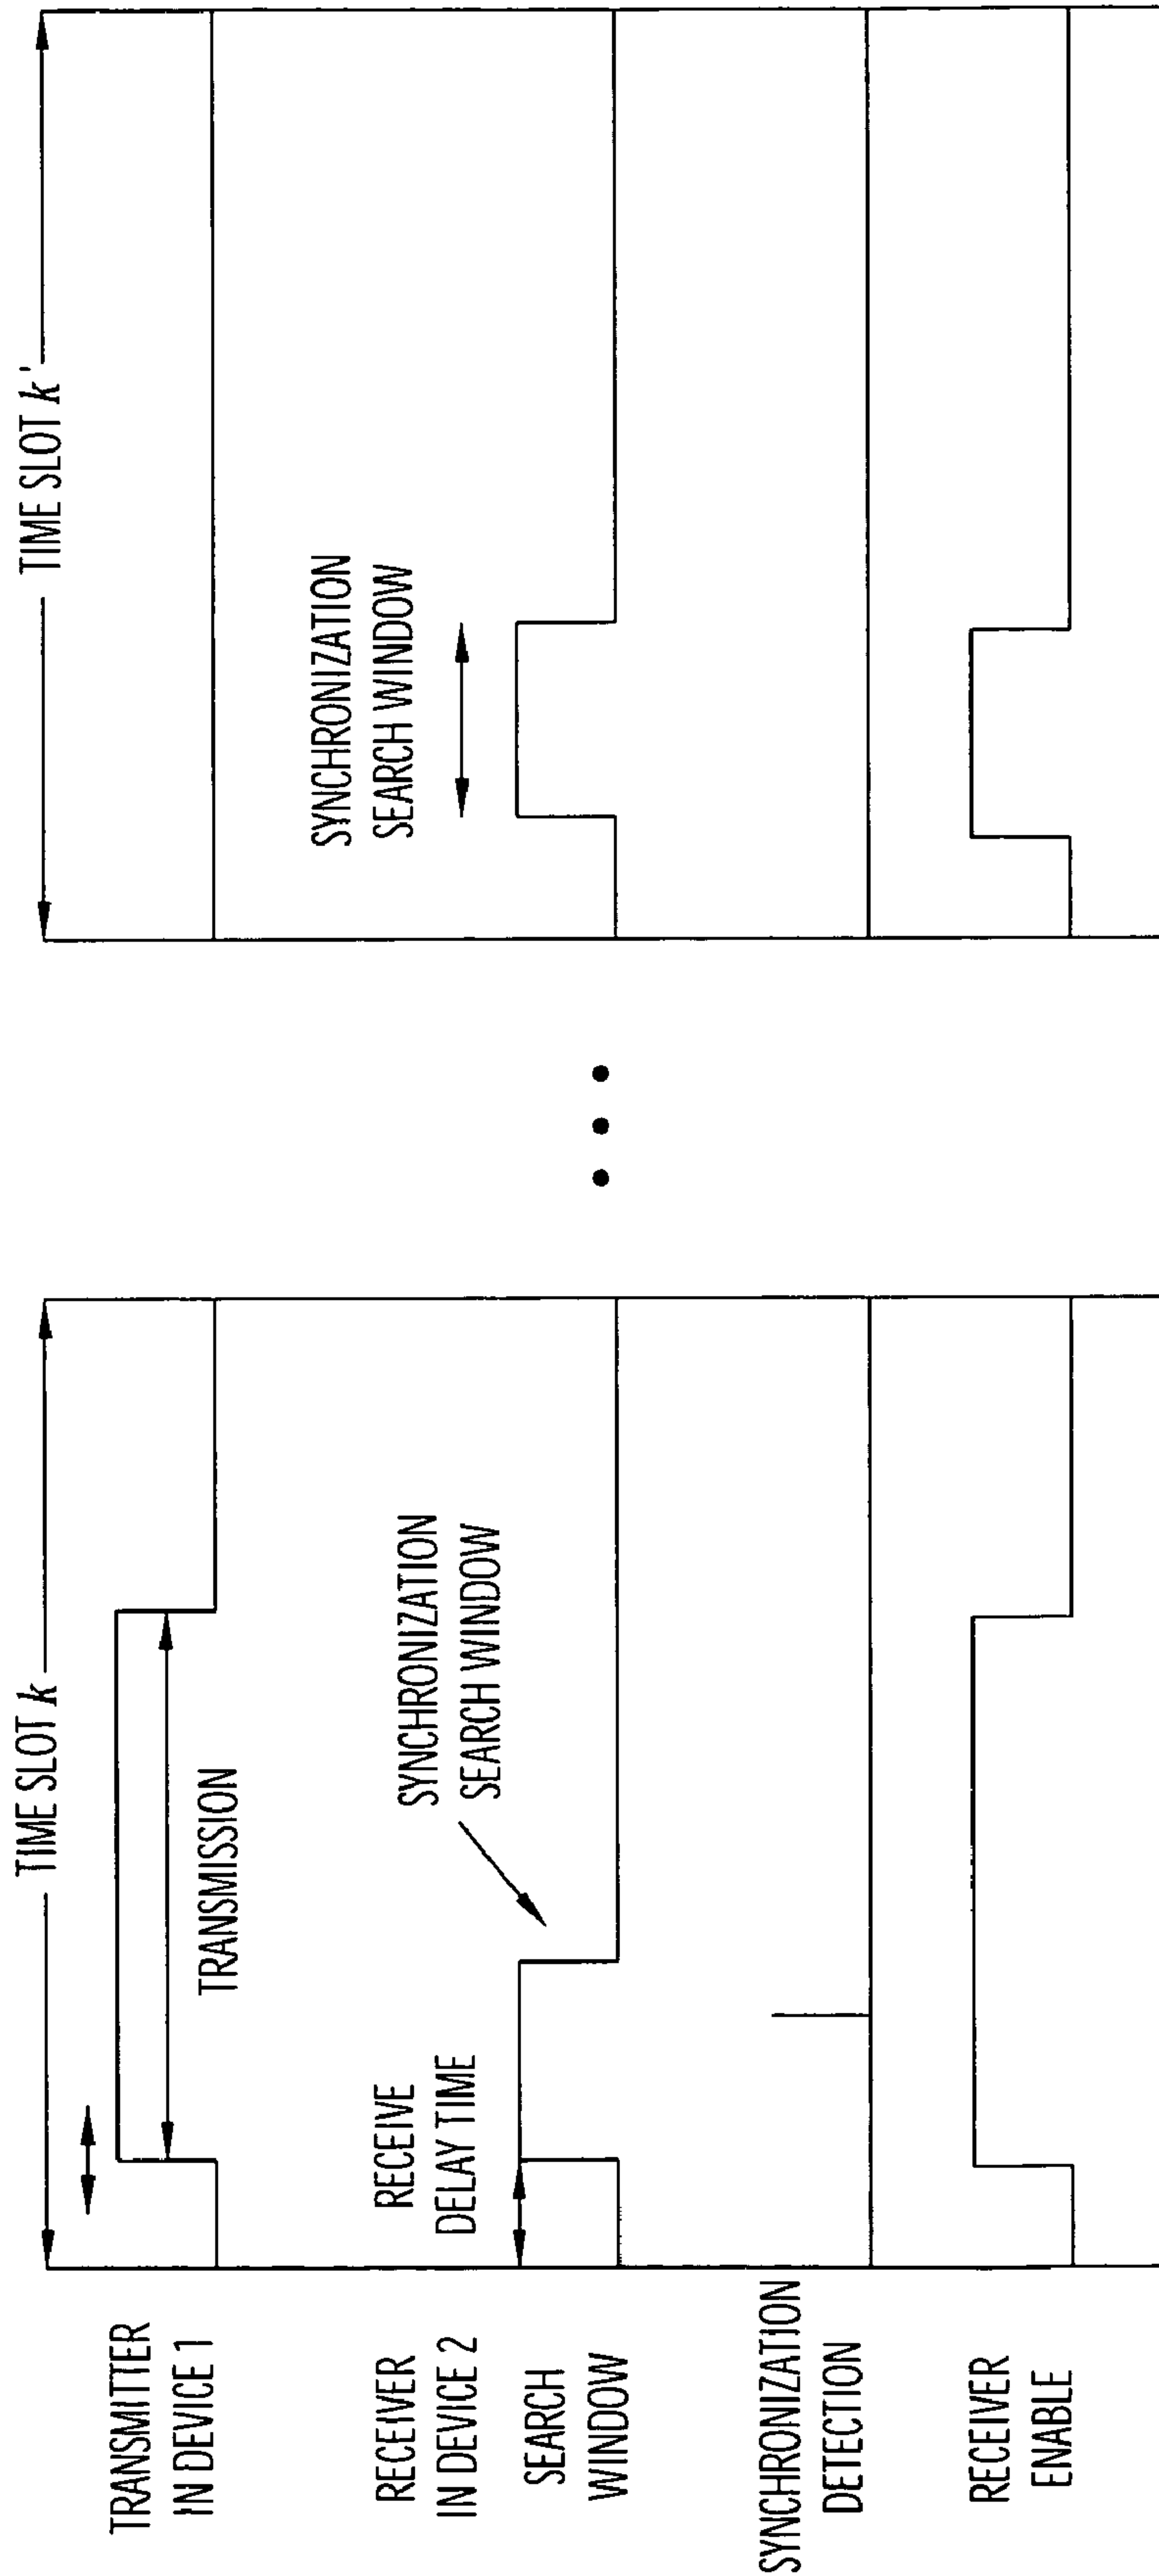 TIME SLOT k
TIME SLOT k'
TRANSMITTER
IN DEVICE 1
TRANSMISSION
RECEIVER
IN DEVICE 2
RECEIVE
DELAY TIME
SYNCHRONIZATION
SEARCH WINDOW
SYNCHRONIZATION
SEARCH WINDOW
SEARCH
WINDOW
SYNCHRONIZATION
DETECTION
RECEIVER
ENABLE